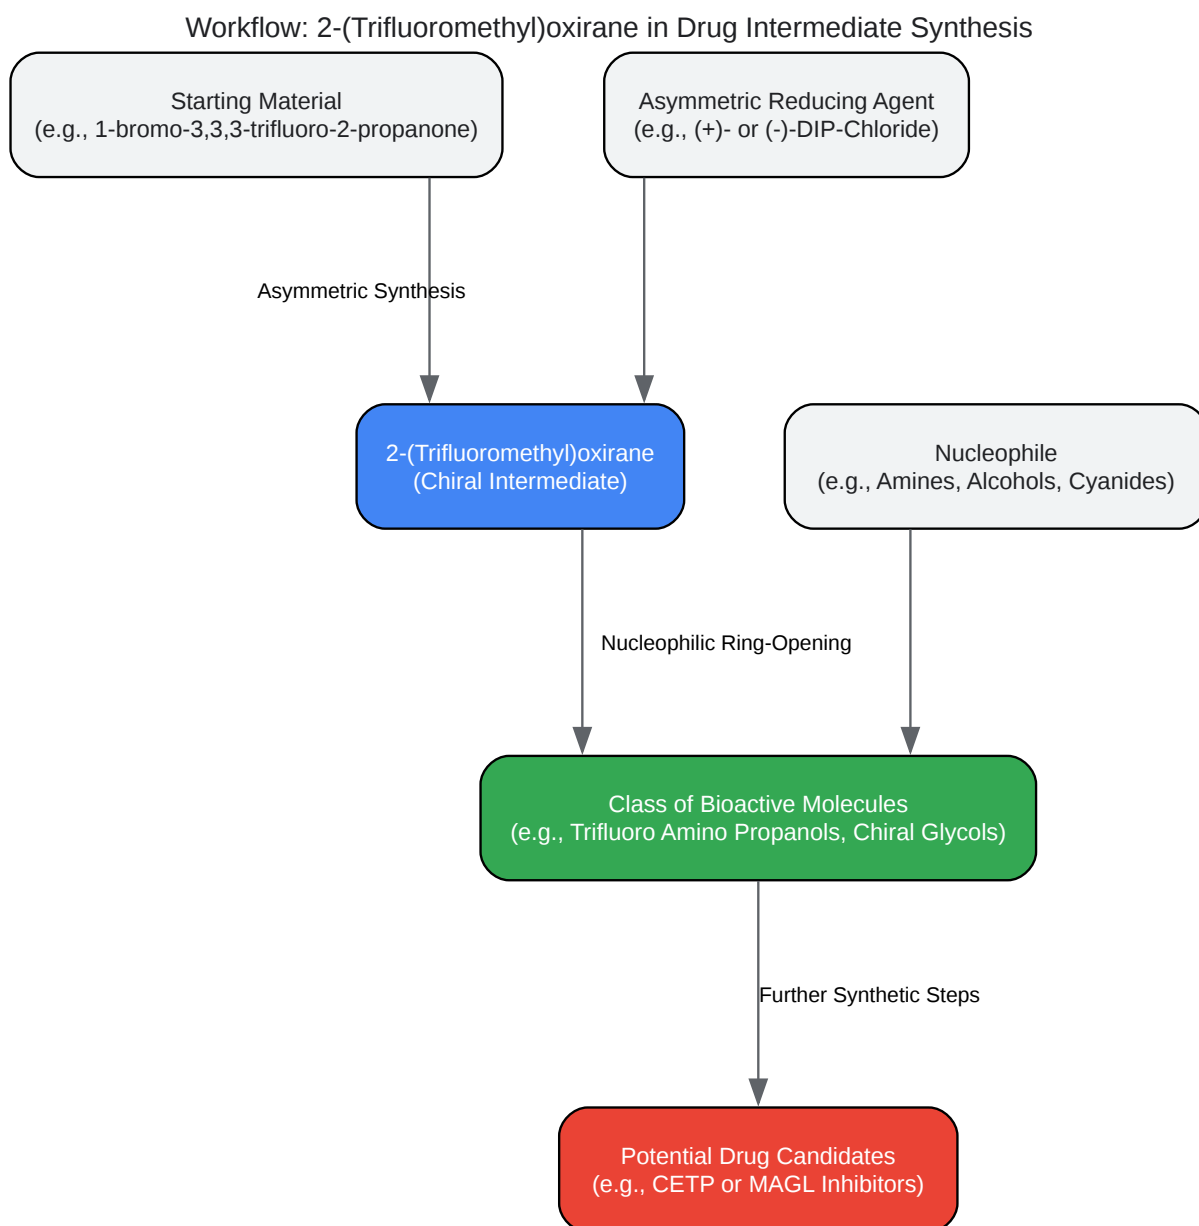 Workflow: 2-(Trifluoromethyl)oxirane in Drug Intermediate Synthesis
Starting Material
(e.g., 1-bromo-3,3,3-trifluoro-2-propanone)
Asymmetric Reducing Agent
(e.g., (+)- or (-)-DIP-Chloride)
Asymmetric Synthesis
2-(Trifluoromethyl)oxirane
(Chiral Intermediate)
Nucleophile
(e.g., Amines, Alcohols, Cyanides)
Nucleophilic Ring-Opening
Class of Bioactive Molecules
(e.g., Trifluoro Amino Propanols, Chiral Glycols)
Further Synthetic Steps
Potential Drug Candidates
(e.g., CETP or MAGL Inhibitors)